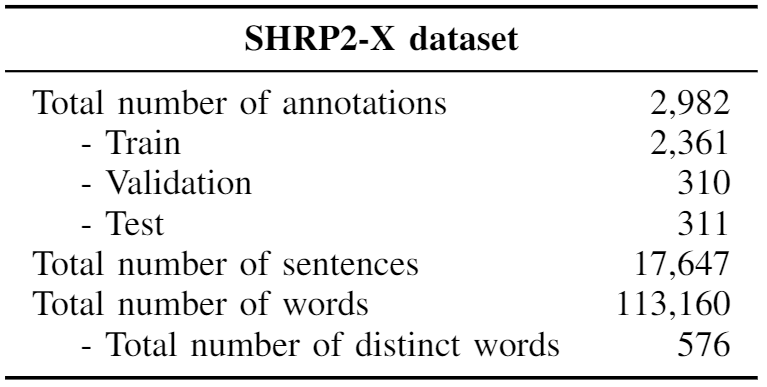 SHRP2-X dataset
Total number of annotations 2,982
- Train 2,361
- Validation 310
- Test 311
Total number of sentences 17,647
Total number of words 113,160
- Total number of distinct words 576